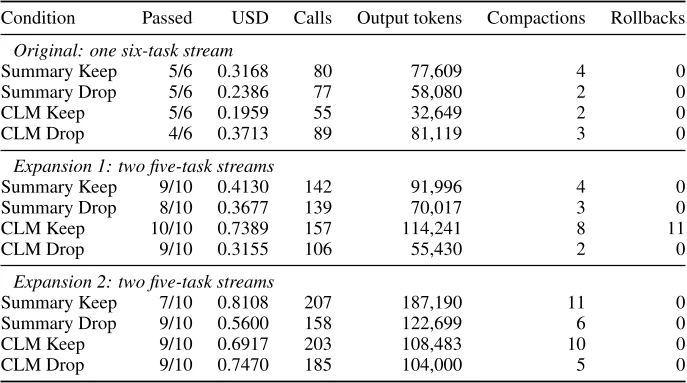 Condition Passed USD Calls Output tokens Compactions Rollbacks
Original: one six-task stream
Summary Keep 5/6 0.3168 80 77,609 4 0
Summary Drop 5/6 0.2386 77 58,080 2 0
CLM Keep 5/6 0.1959 55 32,649 2 0
CLM Drop 4/6 0.3713 89 81,119 3 0
Expansion 1: two five-task streams
Summary Keep 9/10 0.4130 142 91,996 4 0
Summary Drop 8/10 0.3677 139 70,017 3 0
CLM Keep 10/10 0.7389 157 114,241 8 11
CLM Drop 9/10 0.3155 106 55,430 2 0
Expansion 2: two five-task streams
Summary Keep 7/10 0.8108 207 187,190 11 0
Summary Drop 9/10 0.5600 158 122,699 6 0
CLM Keep 9/10 0.6917 203 108,483 10 0
CLM Drop 9/10 0.7470 185 104,000 5 0